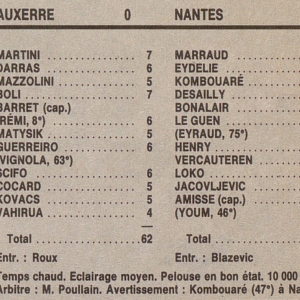 AUXERRE 0 NANTES
MARTINI ............ 7 MARRAUD ............
DARRAS ............ 6 EYDELIE ............
MAZZOLINI ............ 5 KOMBOUARÉ ............
BOLI ............ 7 DESAILLY ............
BARRET (cap.) BONALAIR ............
(RÉMI, 8°) ............ 6 LE GUEN ............
MATYSIK ............ 5 (EYRAUD, 75°)
GUERREIRO ............ 6 HENRY ............
(VIGNOLA, 63°) VERCAUTEREN ............
SCIFO ............ 6 LOKO ............
COCARD ............ 5 JACOVLJEVIC ............
KOVACS ............ 5 AMISSE (cap.) ............
VAHIRUA ............ 4 (YOUM, 46°)
Total ............ 62 Total ............
Entr. : Roux Entr. : Blazevic
Temps chaud. Eclairage moyen. Pelouse en bon état. 10 000
Arbitre : M. Poullain. Avertissement : Kombouaré (47°) à Na